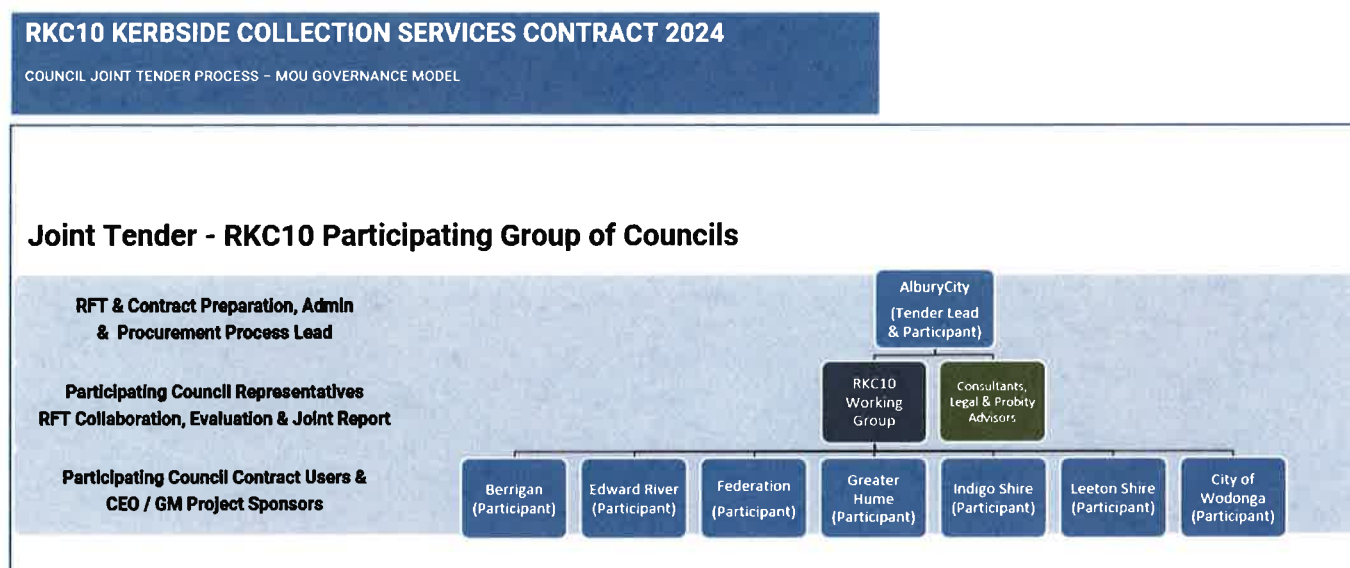 RKC10 KERBSIDE COLLECTION SERVICES CONTRACT 2024
COUNCIL JOINT TENDER PROCESS – MOU GOVERNANCE MODEL
Joint Tender - RKC10 Participating Group of Councils
RFT & Contract Preparation, Admin
& Procurement Process Lead
AlburyCity
(Tender Lead
& Participant)
Participating Council Representatives
RFT Collaboration, Evaluation & Joint Report
RKC10
Working
Group
Consultants,
Legal & Probity
Advisors
Participating Council Contract Users &
CEO / GM Project Sponsors
Berrigan
(Participant)
Edward River
(Participant)
Federation
(Participant)
Greater
Hume
(Participant)
Indigo Shire
(Participant)
Leeton Shire
(Participant)
City of
Wodonga
(Participant)